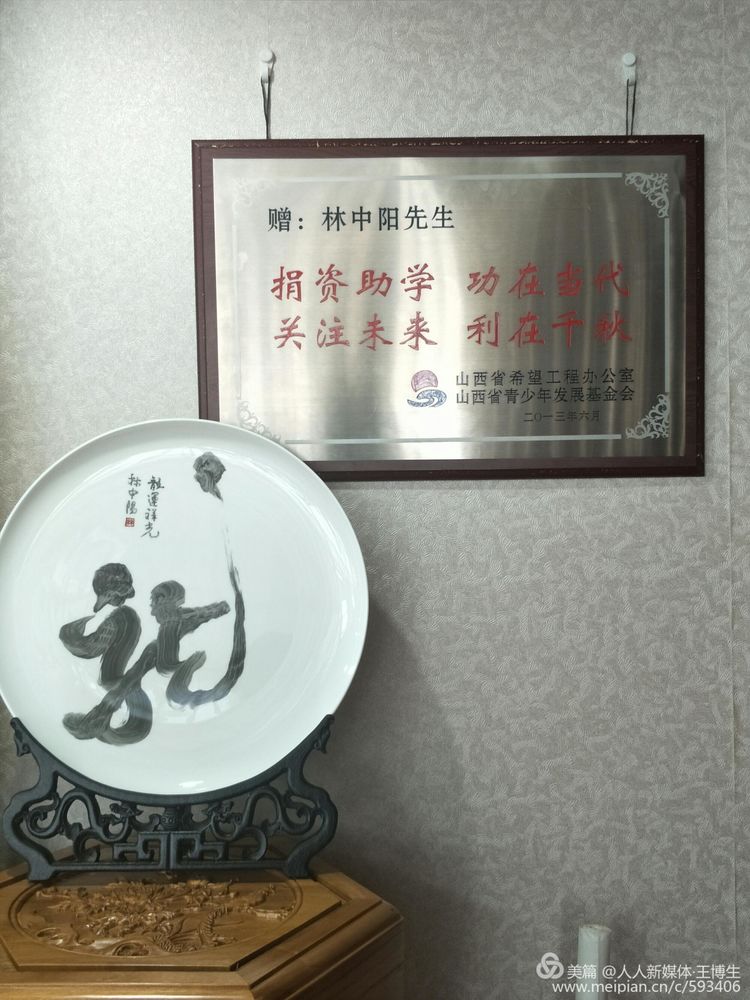 赠：林中阳先生
捐资助学 功在当代
关注未来 利在千秋
山西省希望工程办公室
山西省青少年发展基金会
二〇一三年六月
龍運祥光
林中陽
龙
美篇 @人人新媒体·王博生
www.meipian.cn/c/593406